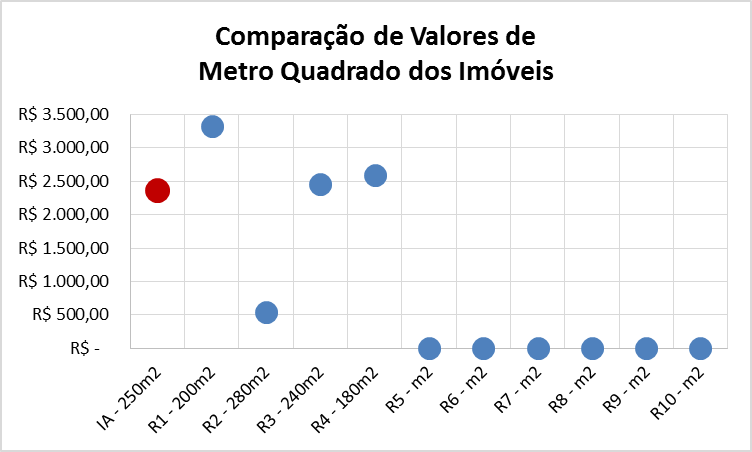 Comparação de Valores de
Metro Quadrado dos Imóveis
R$ 3.500,00
R$ 3.000,00
R$ 2.500,00
R$ 2.000,00
R$ 1.500,00
R$ 1.000,00
R$ 500,00
R$ -
IA - 250m2
R1 - 200m2
R2 - 280m2
R3 - 240m2
R4 - 180m2
R5 - m2
R6 - m2
R7 - m2
R8 - m2
R9 - m2
R10 - m2